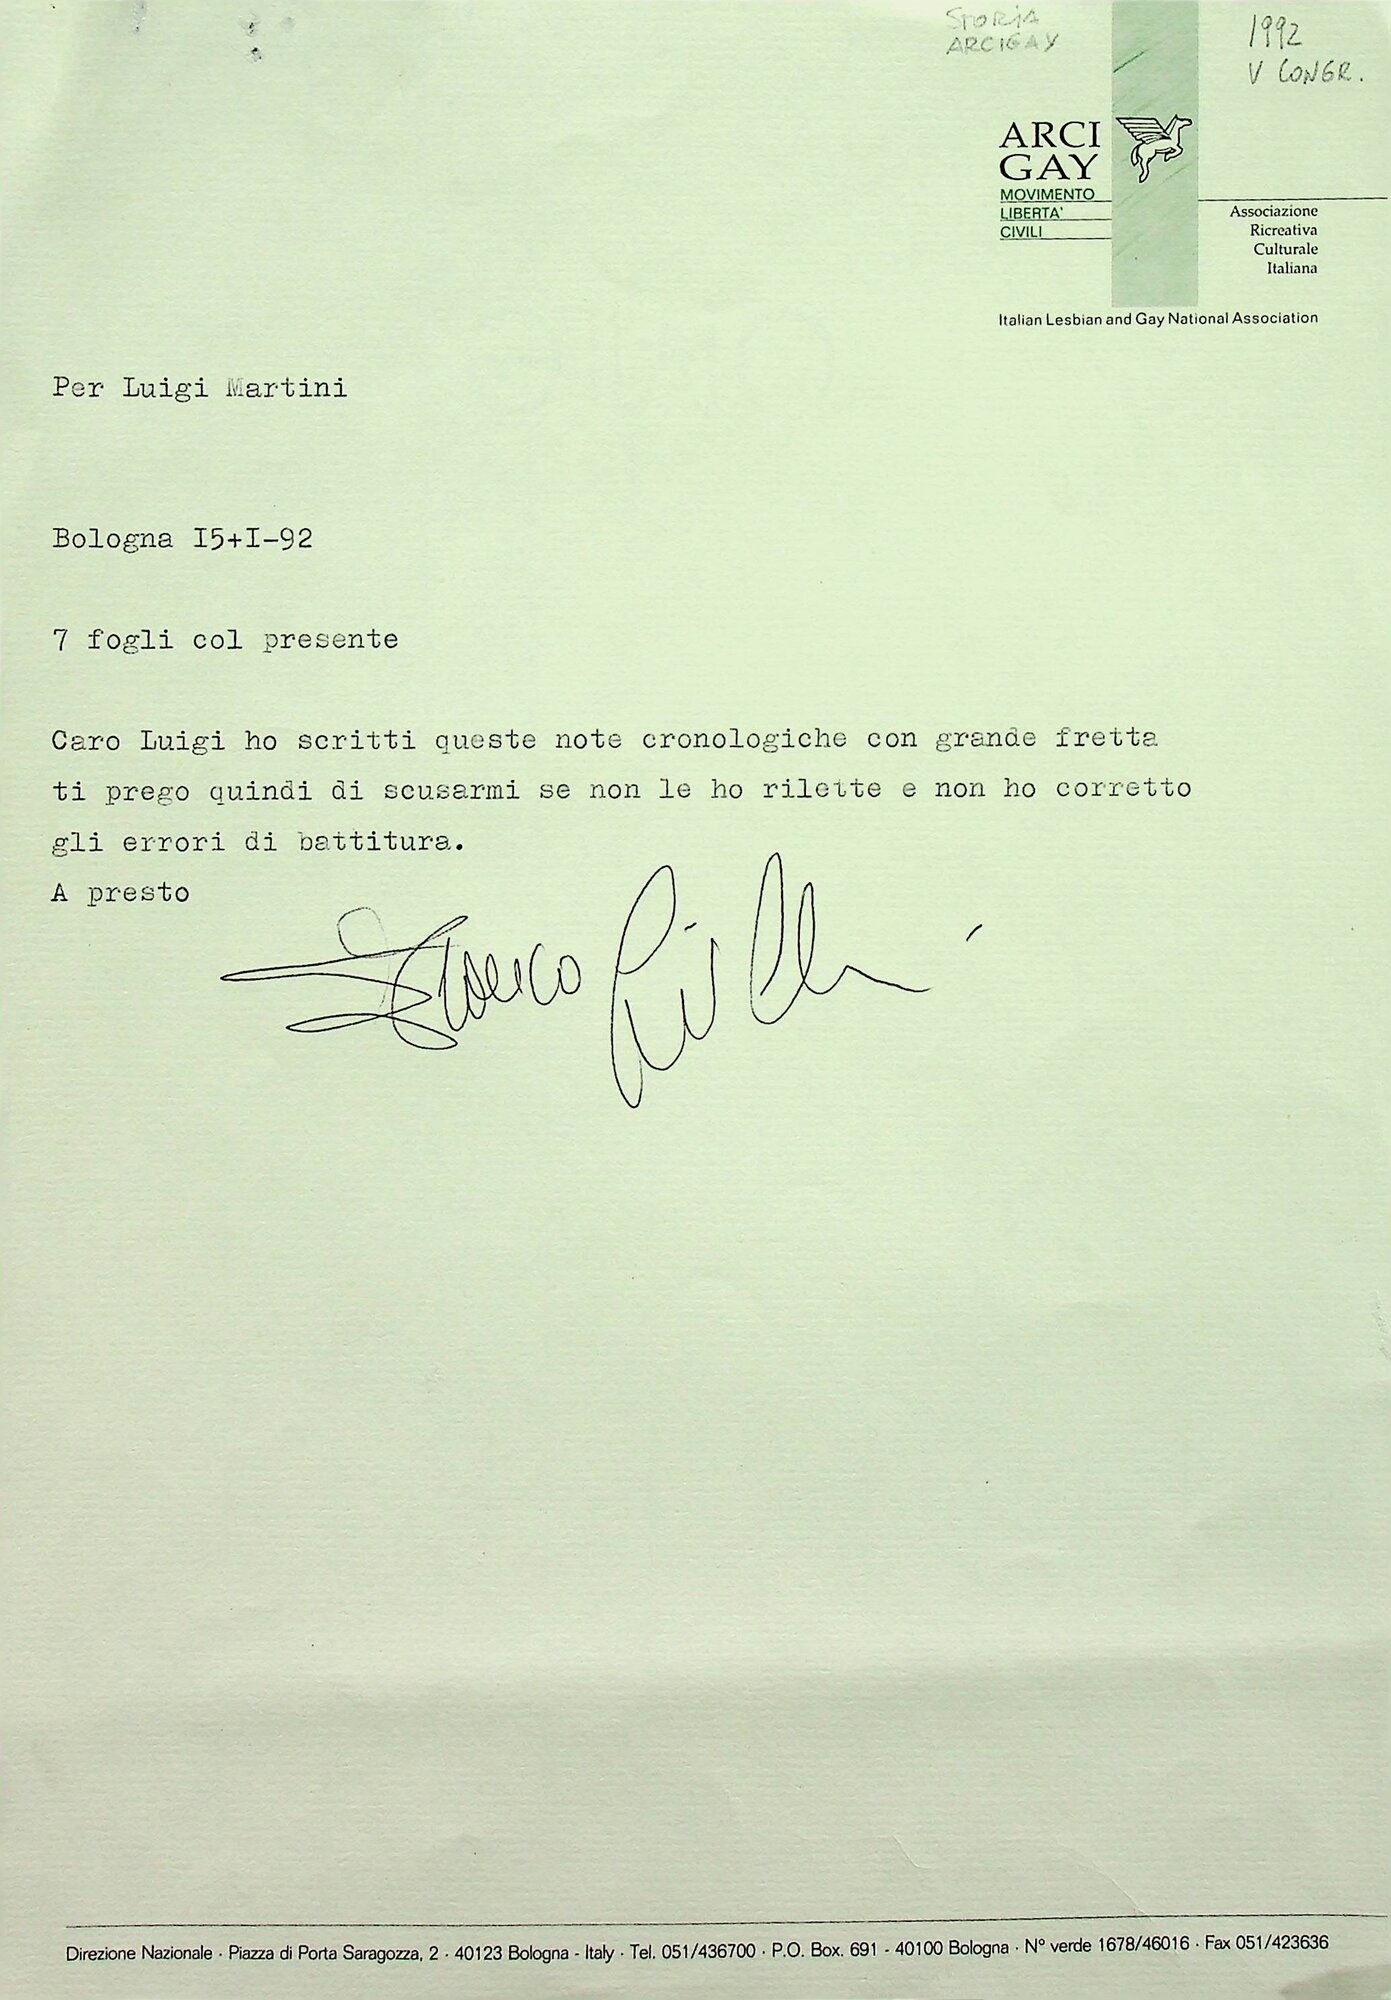 STORIA
ARCIGAY
1992
V CONGR.
ARCI
GAY
MOVIMENTO
LIBERTA'
CIVILI
Associazione
Ricreativa
Culturale
Italiana
Italian Lesbian and Gay National Association
Per Luigi Martini
Bologna I5+I-92
7 fogli col presente
Caro Luigi ho scritti queste note cronologiche con grande fretta
ti prego quindi di scusarmi se non le ho rilette e non ho corretto
gli errori di battitura.
A presto
Direzione Nazionale · Piazza di Porta Saragozza, 2 · 40123 Bologna - Italy · Tel. 051/436700 · P.O. Box. 691 - 40100 Bologna · N° verde 1678/46016 · Fax 051/423636